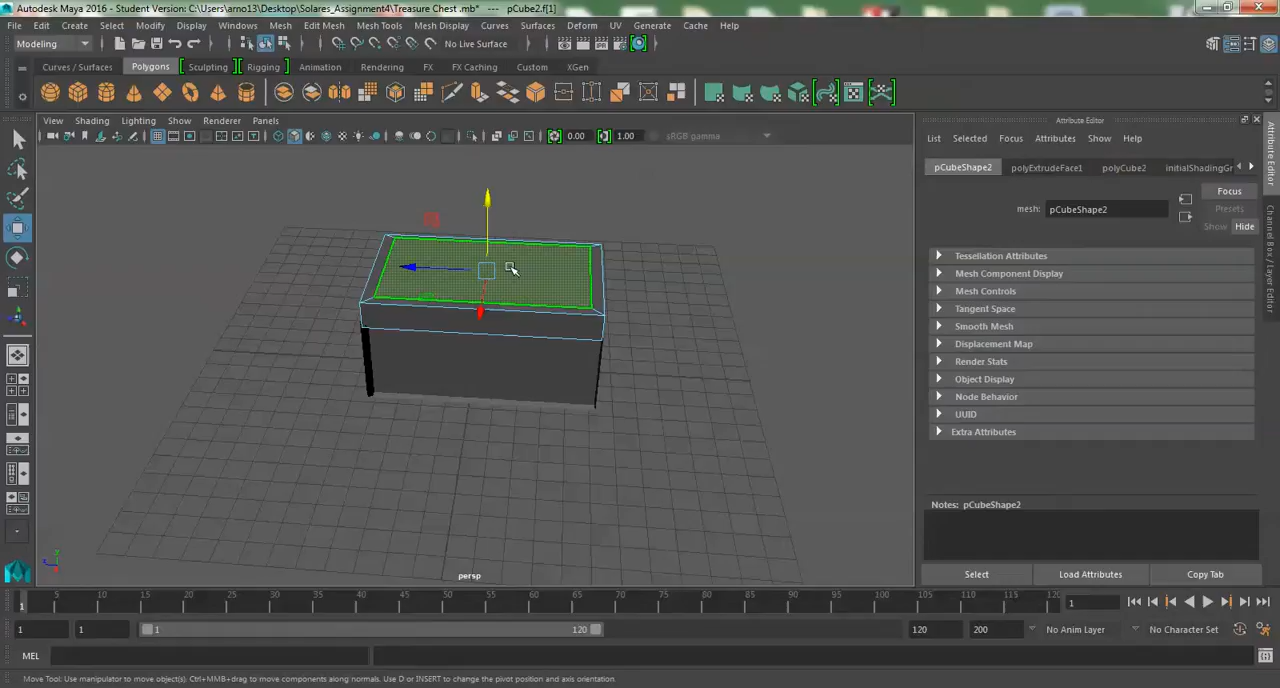 Autodesk Maya 2016 - Student Version: C:\Users\arno13\Desktop\Solares_Assignment4\Treasure Chest .mb* --- pCube2.f[1]
File Edit Create Select Modify Display Windows Mesh Edit Mesh Mesh Tools Mesh Display Curves Surfaces Deform UV Generate Cache Help
Modeling No Live Surface
Curves / Surfaces Polygons Sculpting Rigging Animation Rendering FX FX Caching Custom XGen
View Shading Lighting Show Renderer Panels
0.00 1.00 sRGB gamma
Attribute Editor
List Selected Focus Attributes Show Help
pCubeShape2 polyExtrudeFace1 polyCube2 initialShadingGr
Focus
Presets
mesh: pCubeShape2
Show Hide
Tessellation Attributes
Mesh Component Display
Mesh Controls
Tangent Space
Smooth Mesh
Displacement Map
Render Stats
Object Display
Node Behavior
UUID
Extra Attributes
Notes: pCubeShape2
Select Load Attributes Copy Tab
Attribute Editor
Channel Box / Layer Editor
persp
5 10 15 20 25 30 35 40 45 50 55 60 65 70 75 80 85 90 95 100 105 110 115 120
1
1
1 1 1 120 120 200 No Anim Layer No Character Set
MEL
Move Tool: Use manipulator to move object(s). Ctrl+MMB+drag to move components along normals. Use D or INSERT to change the pivot position and axis orientation.